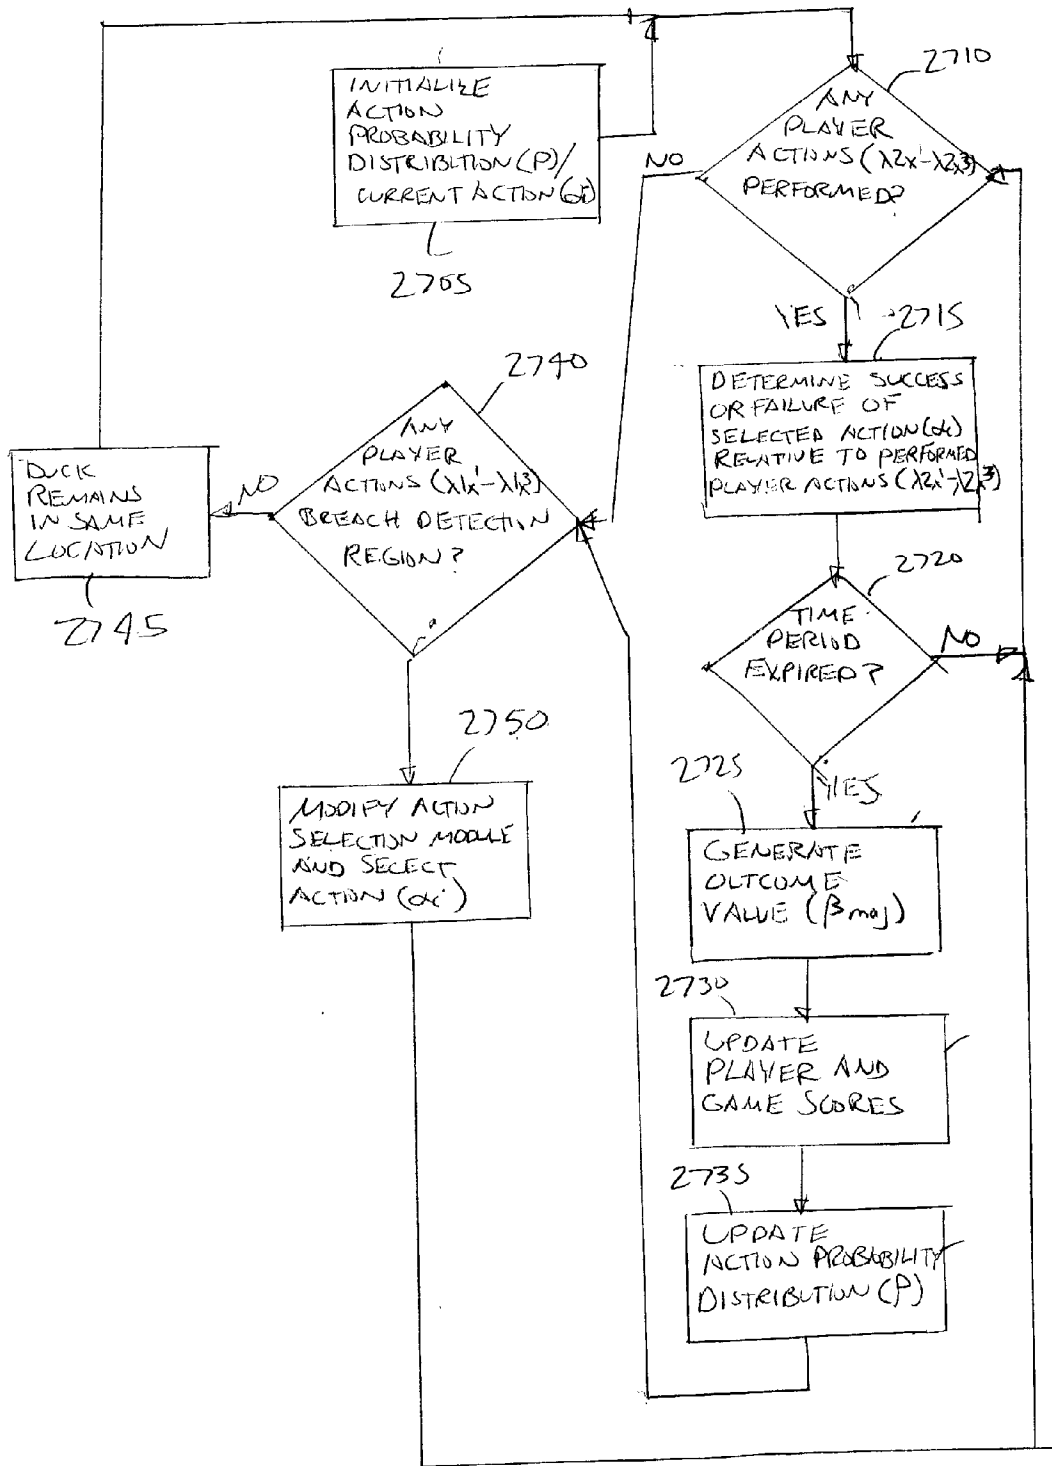 INITIALIZE
ACTION
PROBABILITY
DISTRIBUTION (P)/
CURRENT ACTION (αi)
2705
2710
ANY
PLAYER
ACTIONS (λ2x¹-λ2x³)
PERFORMED?
NO
YES
2715
DETERMINE SUCCESS
OR FAILURE OF
SELECTED ACTION (αi)
RELATIVE TO PERFORMED
PLAYER ACTIONS (λ2x¹-λ2x³)
2720
TIME
PERIOD
EXPIRED?
NO
YES
2725
GENERATE
OUTCOME
VALUE (βmaj)
2730
UPDATE
PLAYER AND
GAME SCORES
2735
UPDATE
ACTION PROBABILITY
DISTRIBUTION (P)
2740
ANY
PLAYER
ACTIONS (λ1x¹-λ1x³)
BREACH DETECTION
REGION?
NO
DUCK
REMAINS
IN SAME
LOCATION
2745
2750
MODIFY ACTION
SELECTION MODULE
AND SELECT
ACTION (αi)